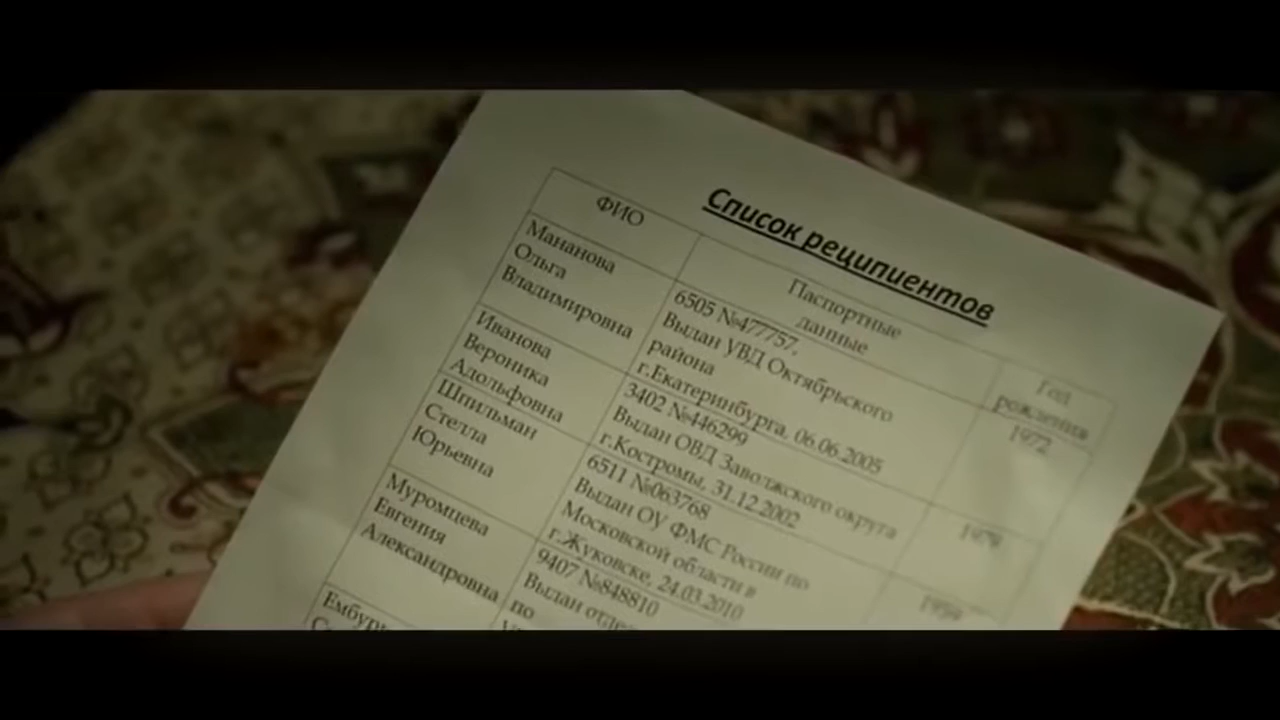 Список реципиентов
ФИО
Паспортные
данные
Год
рождения
Мананова
Ольга
Владимировна
6505 №477757,
Выдан УВД Октябрьского
района
г.Екатеринбурга, 06.06.2005
1972
Иванова
Вероника
Адольфовна
3402 №446299
Выдан ОВД Заволжского округа
г.Костромы, 31.12.2002
Шпильман
Стелла
Юрьевна
6511 №063768
Выдан ОУ ФМС России по
Московской области в
г.Жуковске, 24.03.2010
Муромцева
Евгения
Александровна
9407 №848810
Выдан
по